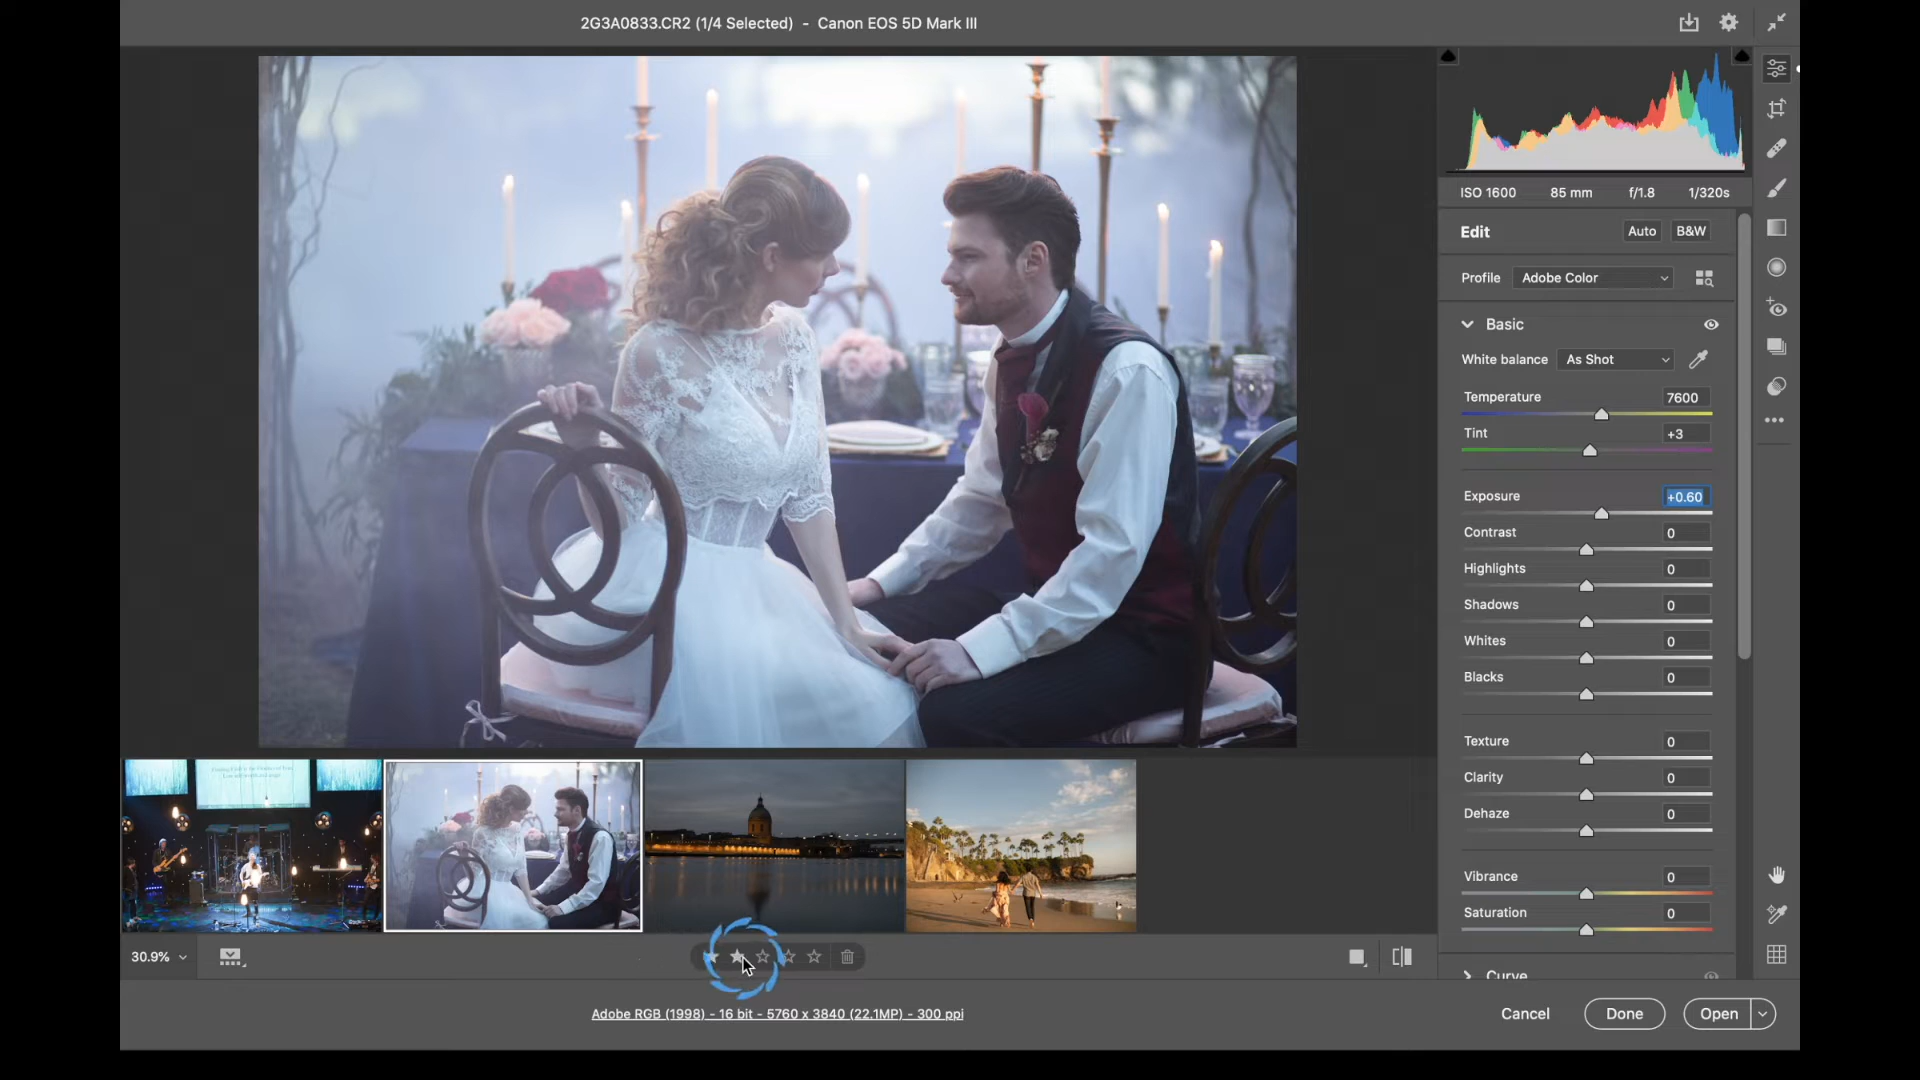 2G3A0833.CR2 (1/4 Selected) - Canon EOS 5D Mark III
ISO 1600 85 mm f/1.8 1/320s
Edit Auto B&W
Profile Adobe Color
Basic
White balance As Shot
Temperature 7600
Tint +3
Exposure +0.60
Contrast 0
Highlights 0
Shadows 0
Whites 0
Blacks 0
Texture 0
Clarity 0
Dehaze 0
Vibrance 0
Saturation 0
Curve
30.9%
Adobe RGB (1998) - 16 bit - 5760 x 3840 (22.1MP) - 300 ppi
Cancel Done Open